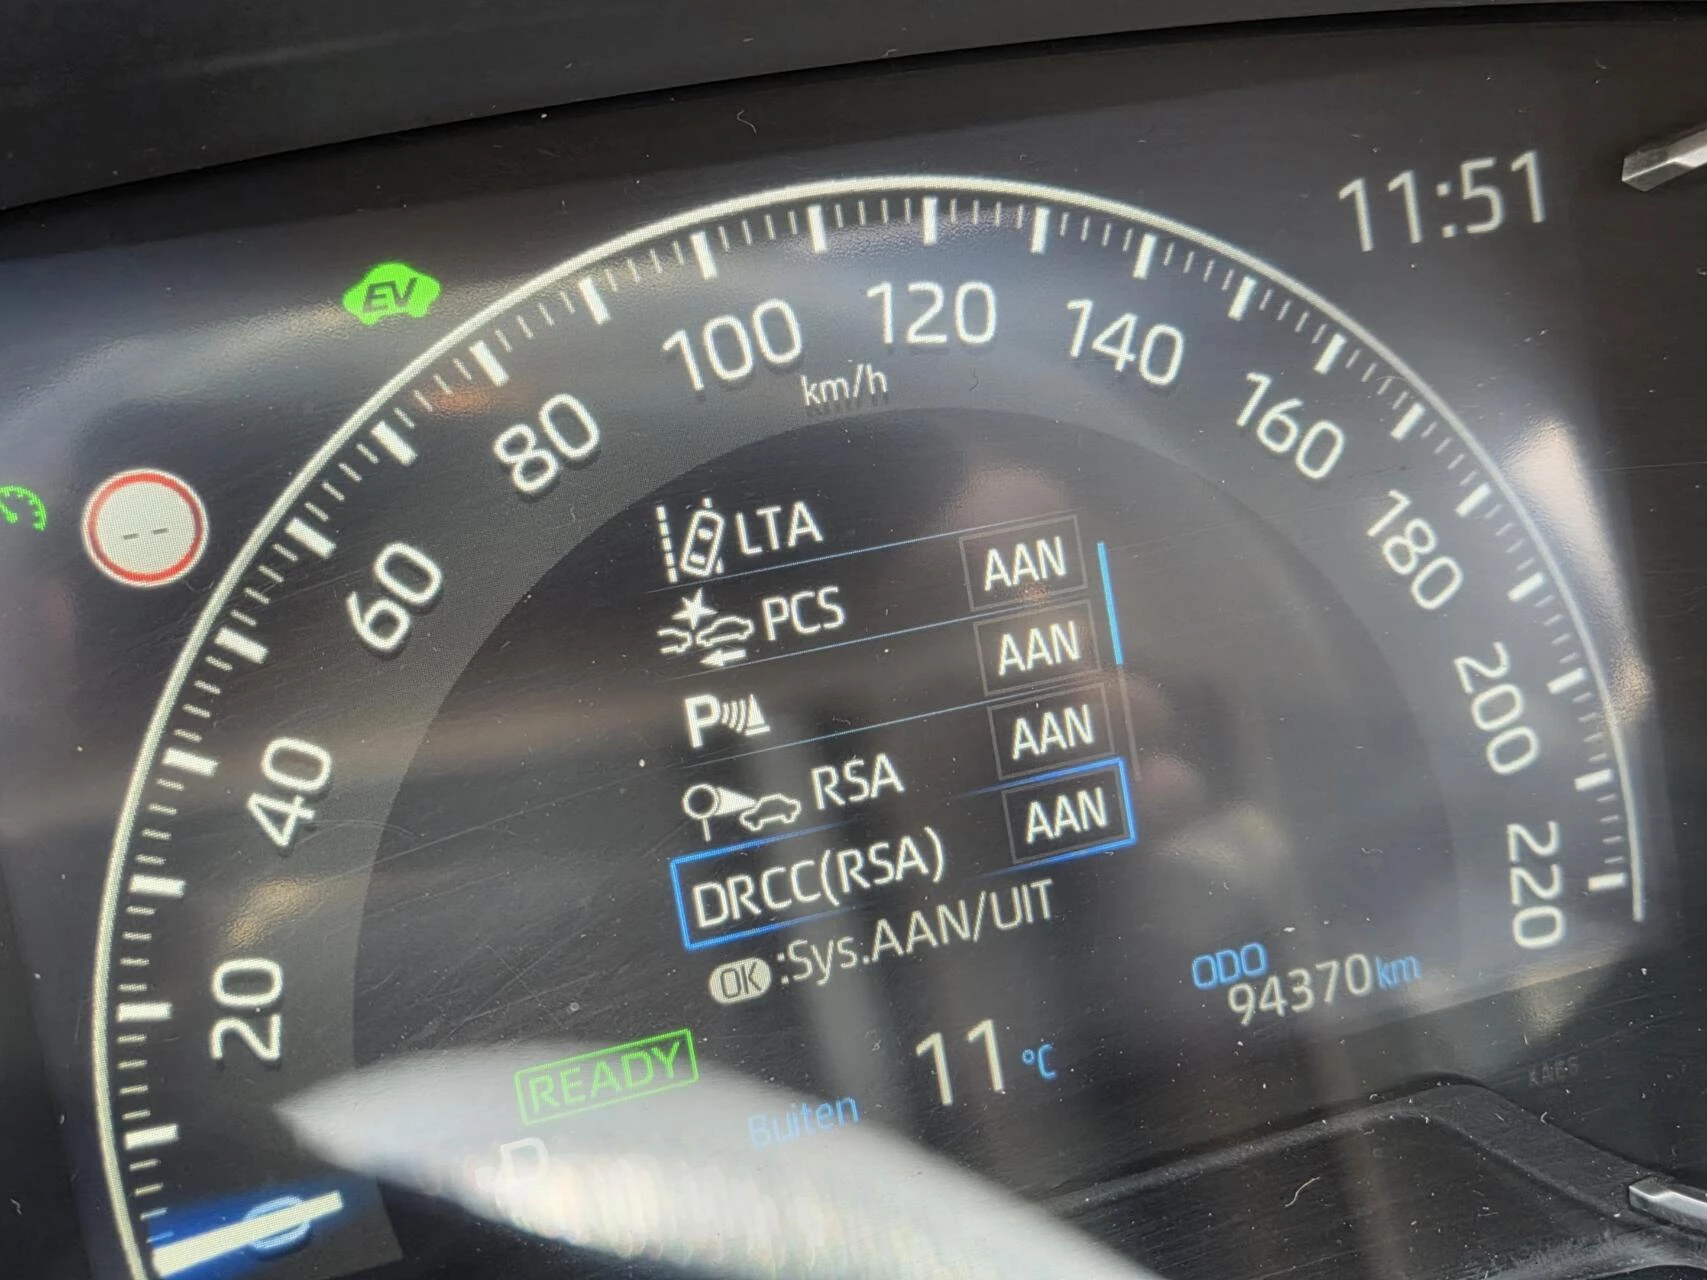 11:51
EV
120
100
140
km/h
80
160
LTA
--
180
AAN
PCS
60
AAN
P
200
AAN
RSA
40
AAN
DRCC(RSA)
220
OK :Sys.AAN/UIT
20
ODO
94370 km
11 °C
READY
Buiten
P
0